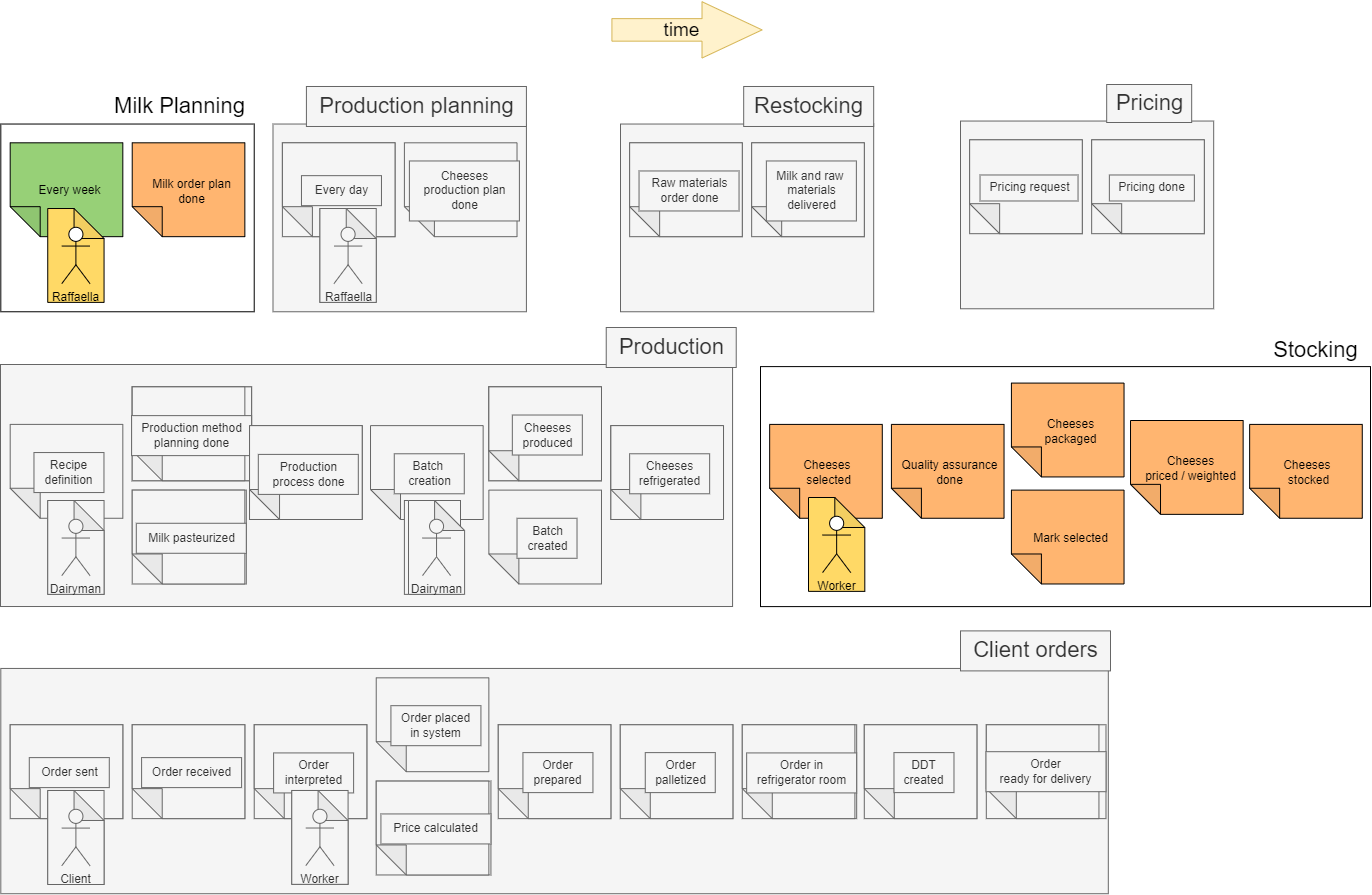 time
Milk Planning
Every week
Raffaella
Milk order plan
done
Production planning
Every day
Raffaella
Cheeses
production plan
done
Restocking
Raw materials
order done
Milk and raw
materials
delivered
Pricing
Pricing request
Pricing done
Production
Recipe
definition
Dairyman
Production method
planning done
Milk pasteurized
Production
process done
Batch
creation
Dairyman
Cheeses
produced
Batch
created
Cheeses
refrigerated
Stocking
Cheeses
selected
Worker
Quality assurance
done
Cheeses
packaged
Mark selected
Cheeses
priced / weighted
Cheeses
stocked
Client orders
Order sent
Client
Order received
Order
interpreted
Worker
Order placed
in system
Price calculated
Order
prepared
Order
palletized
Order in
refrigerator room
DDT
created
Order
ready for delivery